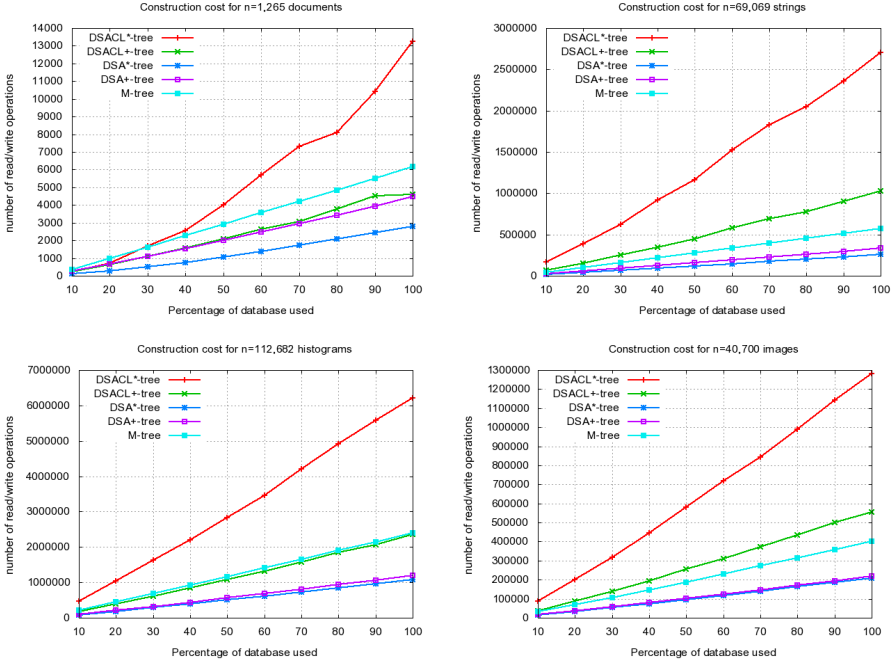 Construction cost for n=1,265 documents
number of read/write operations
14000
13000
12000
11000
10000
9000
8000
7000
6000
5000
4000
3000
2000
1000
0
DSACL*-tree
DSACL+-tree
DSA*-tree
DSA+-tree
M-tree
10 20 30 40 50 60 70 80 90 100
Percentage of database used
Construction cost for n=69,069 strings
number of read/write operations
3000000
2500000
2000000
1500000
1000000
500000
0
DSACL*-tree
DSACL+-tree
DSA*-tree
DSA+-tree
M-tree
10 20 30 40 50 60 70 80 90 100
Percentage of database used
Construction cost for n=112,682 histograms
number of read/write operations
7000000
6000000
5000000
4000000
3000000
2000000
1000000
0
DSACL*-tree
DSACL+-tree
DSA*-tree
DSA+-tree
M-tree
10 20 30 40 50 60 70 80 90 100
Percentage of database used
Construction cost for n=40,700 images
number of read/write operations
1300000
1200000
1100000
1000000
900000
800000
700000
600000
500000
400000
300000
200000
100000
0
DSACL*-tree
DSACL+-tree
DSA*-tree
DSA+-tree
M-tree
10 20 30 40 50 60 70 80 90 100
Percentage of database used